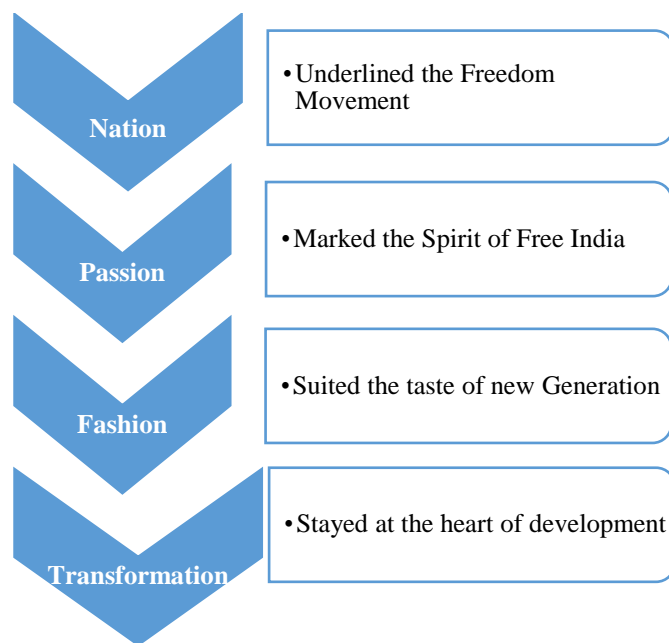 Nation
•Underlined the Freedom
Movement
Passion
•Marked the Spirit of Free India
Fashion
•Suited the taste of new Generation
Transformation
•Stayed at the heart of development